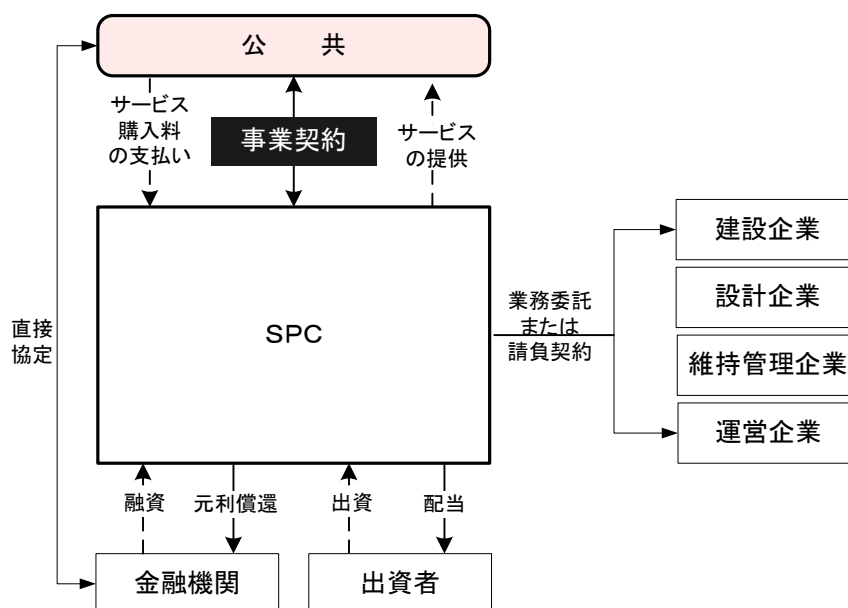 公　　共
サービス
購入料
の支払い
事業契約
サービス
の提供
建設企業
設計企業
維持管理企業
運営企業
業務委託
または
請負契約
SPC
直接
協定
融資
元利償還
出資
配当
金融機関
出資者